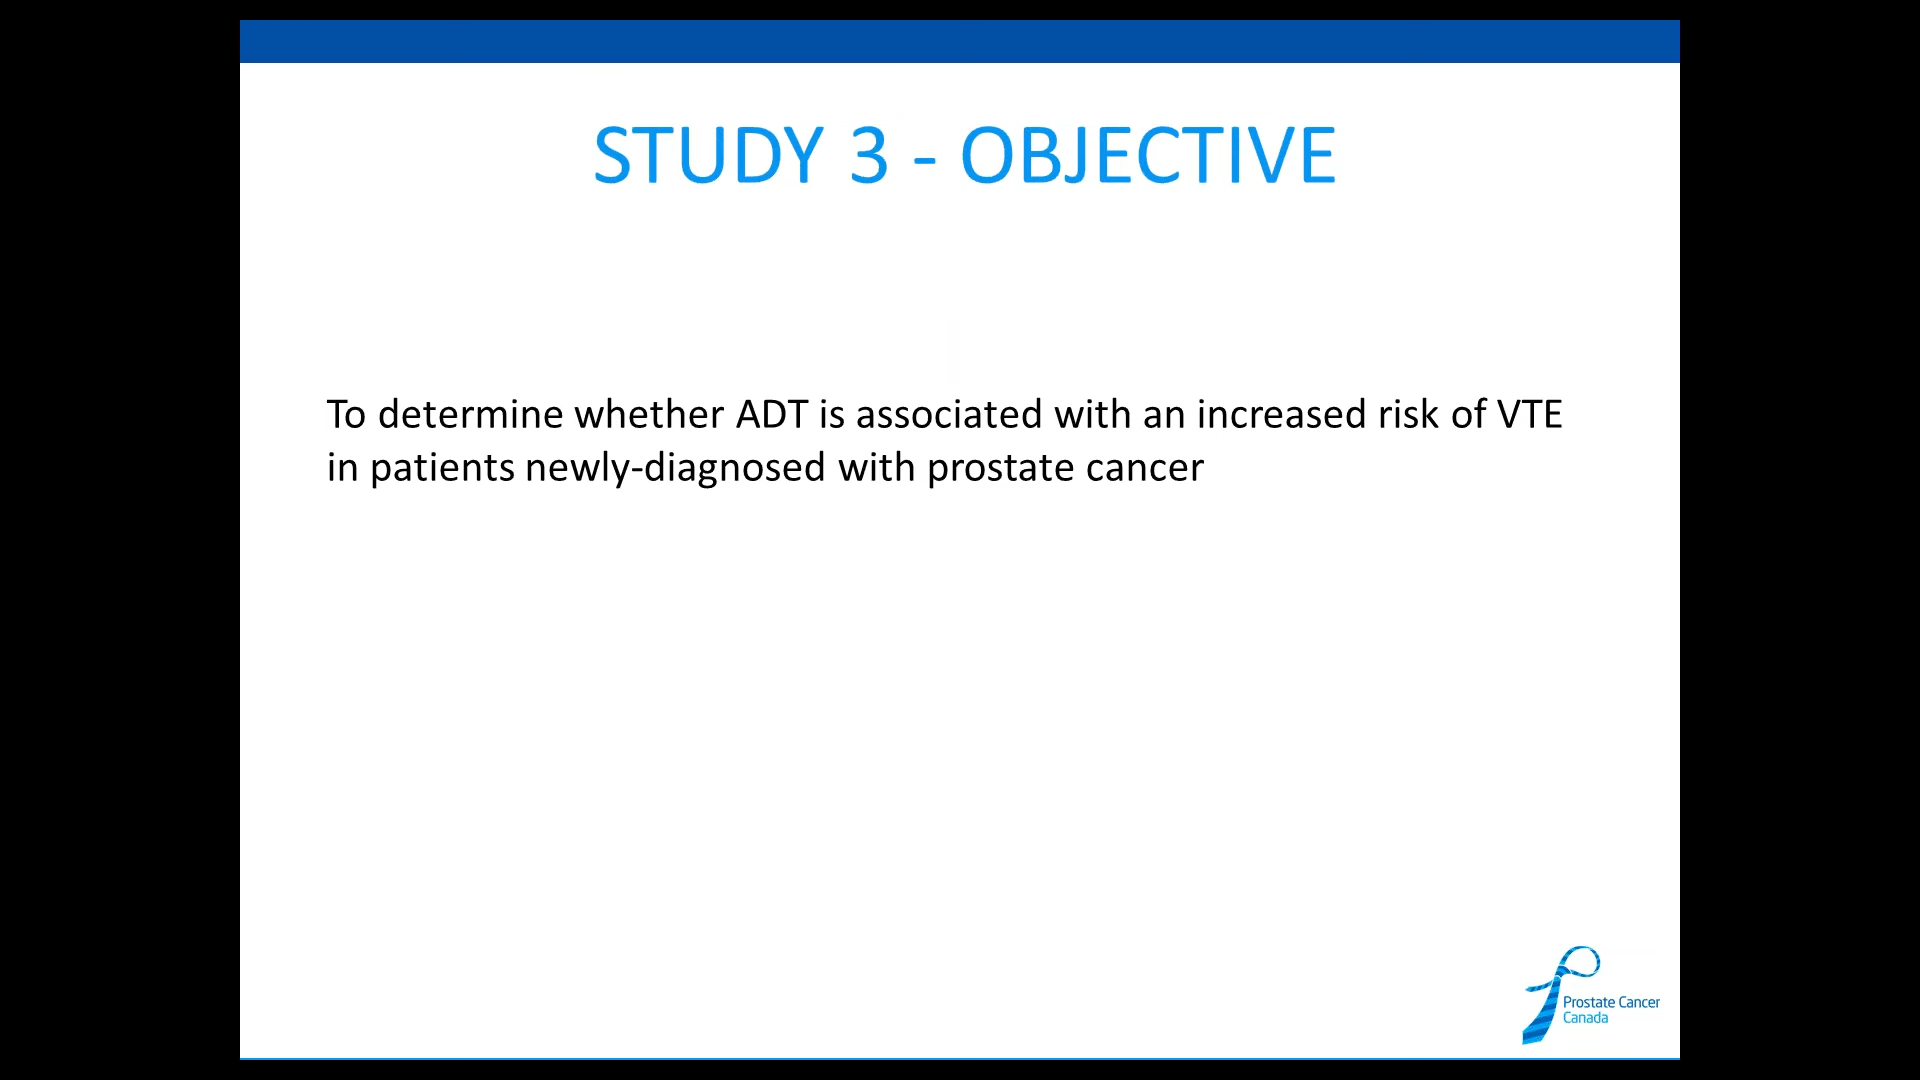 STUDY 3 - OBJECTIVE
To determine whether ADT is associated with an increased risk of VTE
in patients newly-diagnosed with prostate cancer
Prostate Cancer
Canada